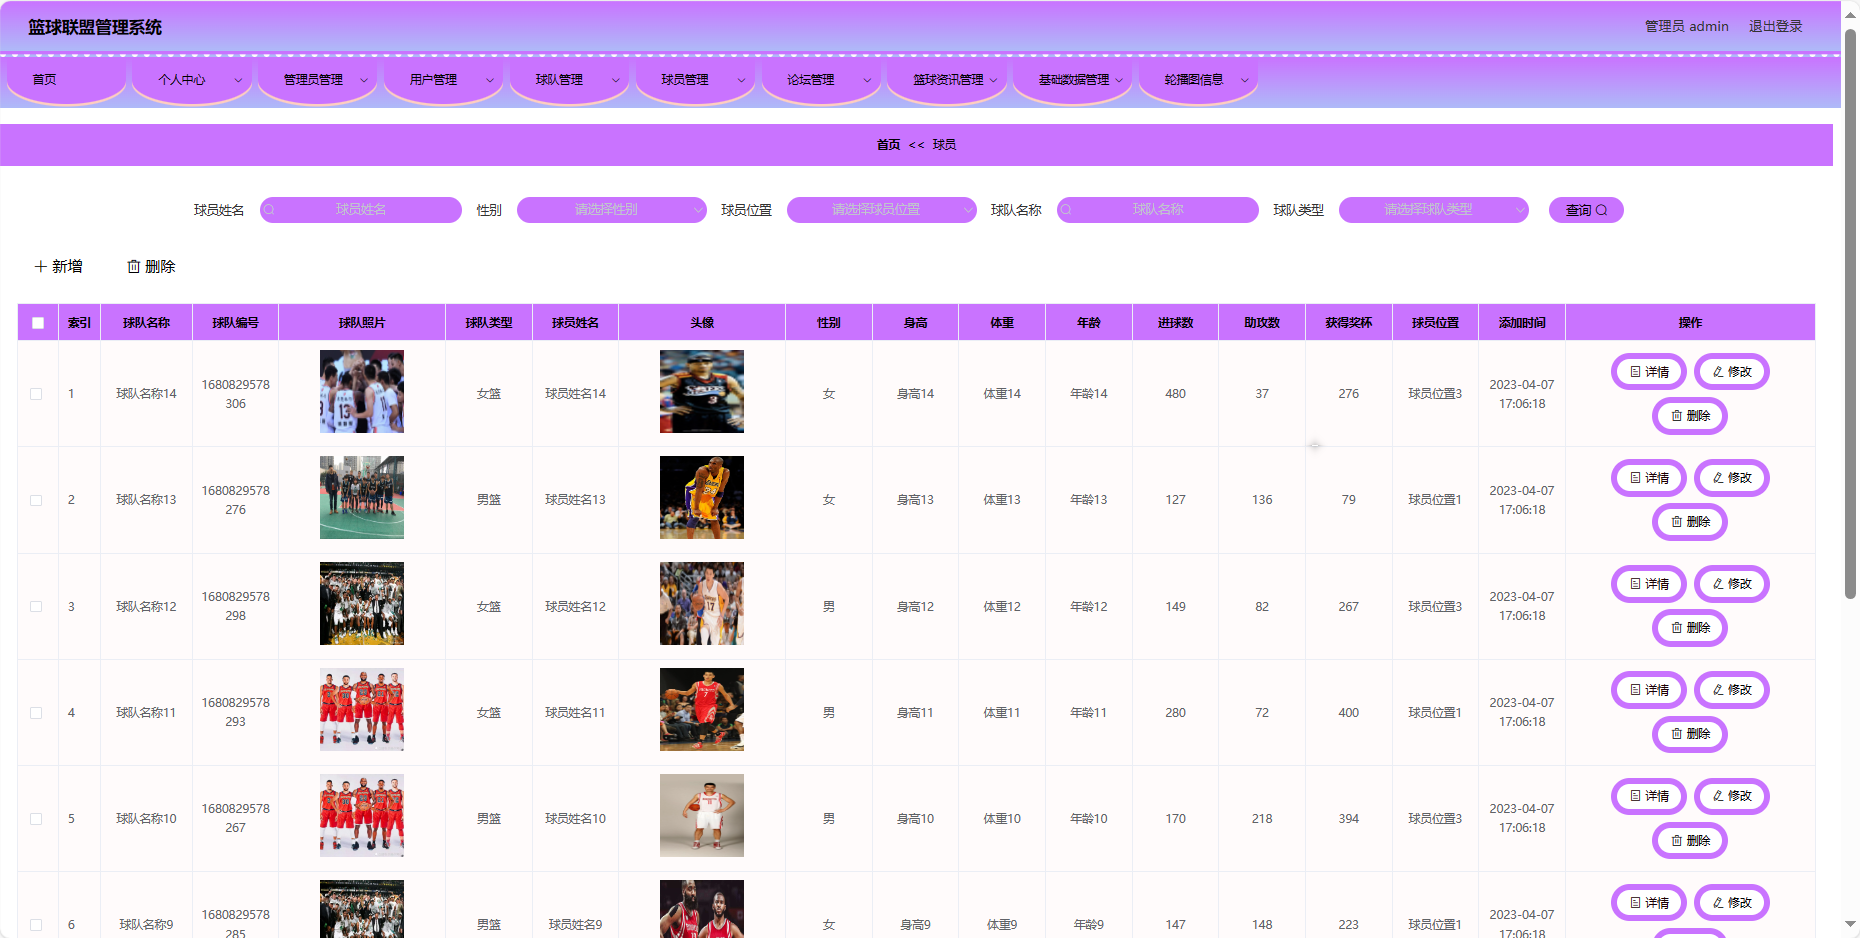 篮球联盟管理系统
管理员 admin 退出登录
首页 个人中心 管理员管理 用户管理 球队管理 球员管理 论坛管理 篮球资讯管理 基础数据管理 轮播图信息
首页 << 球员
球员姓名 球员姓名 性别 请选择性别 球员位置 请选择球员位置 球队名称 球队名称 球队类型 请选择球队类型 查询
新增 删除
索引 球队名称 球队编号 球队照片 球队类型 球员姓名 头像 性别 身高 体重 年龄 进球数 助攻数 获得奖杯 球员位置 添加时间 操作
1 球队名称14 1680829578306 女篮 球员姓名14 女 身高14 体重14 年龄14 480 37 276 球员位置3 2023-04-07 17:06:18 详情 修改 删除
2 球队名称13 1680829578276 男篮 球员姓名13 女 身高13 体重13 年龄13 127 136 79 球员位置1 2023-04-07 17:06:18 详情 修改 删除
3 球队名称12 1680829578298 女篮 球员姓名12 男 身高12 体重12 年龄12 149 82 267 球员位置3 2023-04-07 17:06:18 详情 修改 删除
4 球队名称11 1680829578293 女篮 球员姓名11 男 身高11 体重11 年龄11 280 72 400 球员位置1 2023-04-07 17:06:18 详情 修改 删除
5 球队名称10 1680829578267 男篮 球员姓名10 男 身高10 体重10 年龄10 170 218 394 球员位置3 2023-04-07 17:06:18 详情 修改 删除
6 球队名称9 1680829578285 男篮 球员姓名9 女 身高9 体重9 年龄9 147 148 223 球员位置1 2023-04-07 17:06:18 详情 修改